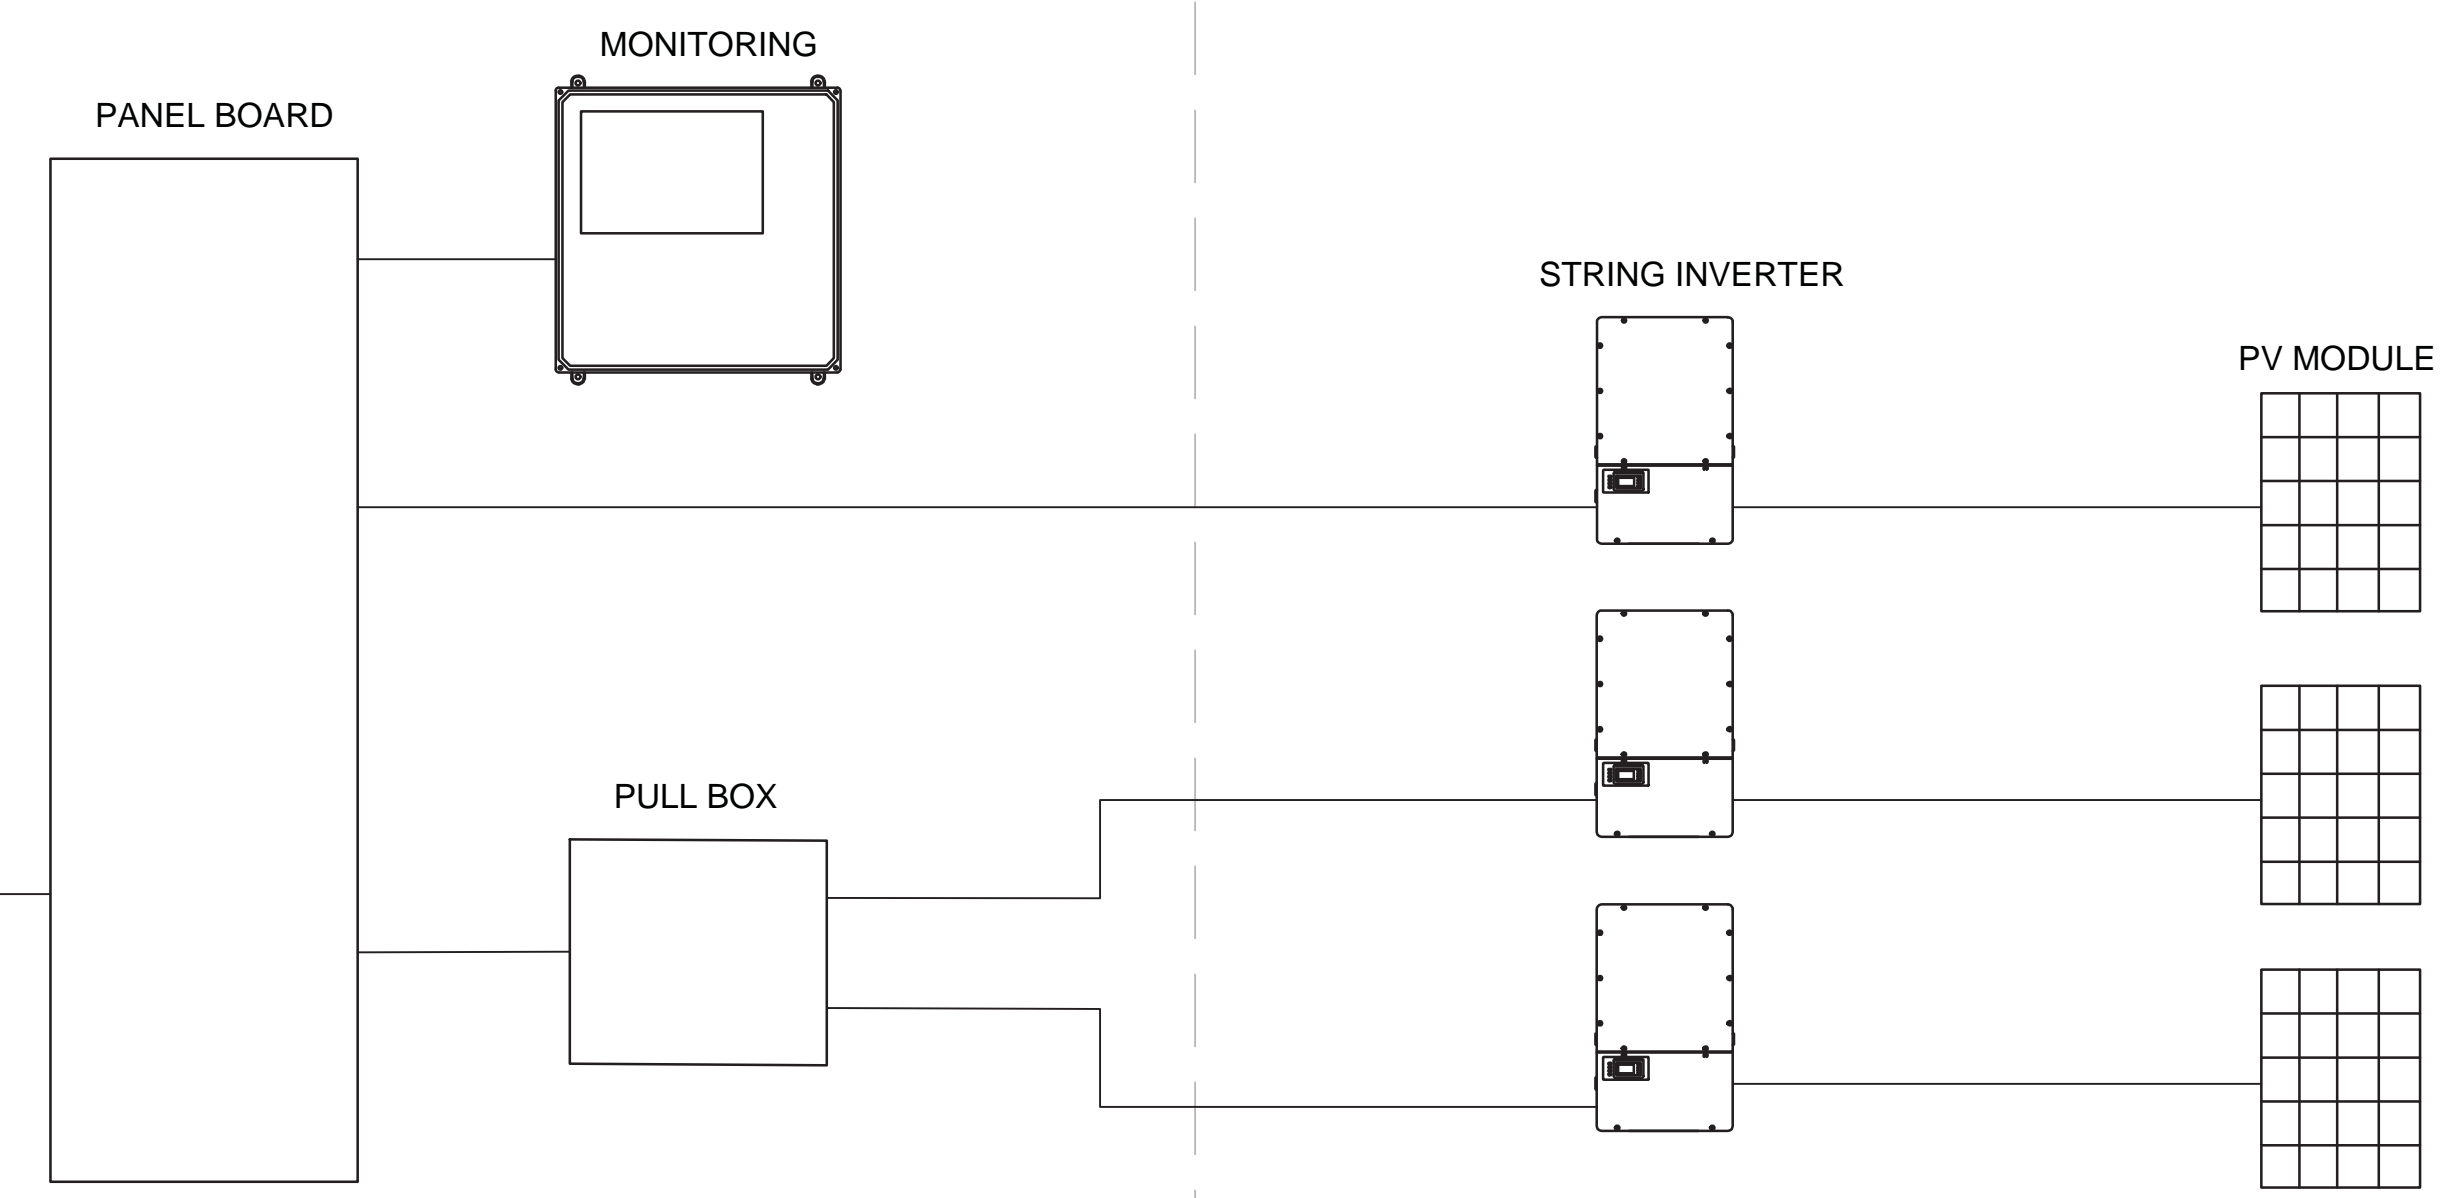 MONITORING
PANEL BOARD
STRING INVERTER
PV MODULE
PULL BOX